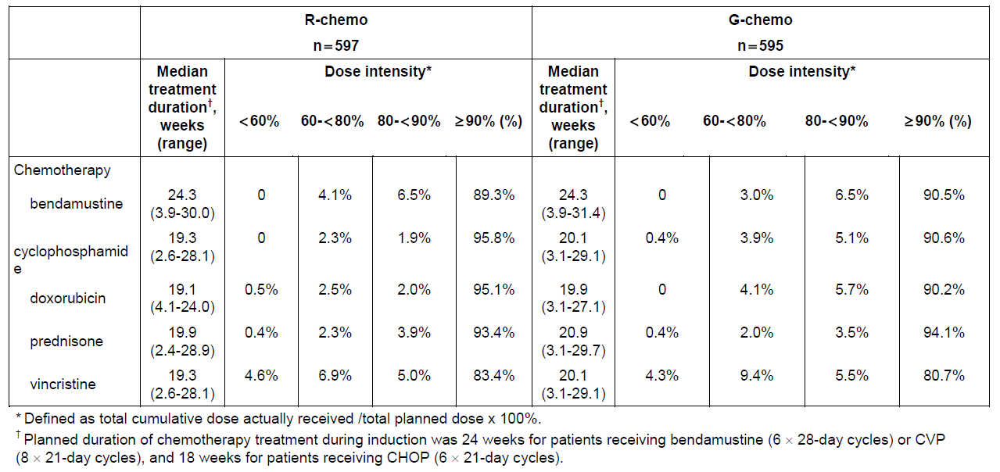 R-chemo G-chemo
n=597 n=595
Median treatment duration†, weeks (range) Dose intensity* Median treatment duration†, weeks (range) Dose intensity*
<60% 60-<80% 80-<90% ≥90% (%) <60% 60-<80% 80-<90% ≥90% (%)
Chemotherapy
bendamustine 24.3 (3.9-30.0) 0 4.1% 6.5% 89.3% 24.3 (3.9-31.4) 0 3.0% 6.5% 90.5%
cyclophosphamide 19.3 (2.6-28.1) 0 2.3% 1.9% 95.8% 20.1 (3.1-29.1) 0.4% 3.9% 5.1% 90.6%
doxorubicin 19.1 (4.1-24.0) 0.5% 2.5% 2.0% 95.1% 19.9 (3.1-27.1) 0 4.1% 5.7% 90.2%
prednisone 19.9 (2.4-28.9) 0.4% 2.3% 3.9% 93.4% 20.9 (3.1-29.7) 0.4% 2.0% 3.5% 94.1%
vincristine 19.3 (2.6-28.1) 4.6% 6.9% 5.0% 83.4% 20.1 (3.1-29.1) 4.3% 9.4% 5.5% 80.7%
* Defined as total cumulative dose actually received /total planned dose x 100%.
† Planned duration of chemotherapy treatment during induction was 24 weeks for patients receiving bendamustine (6 × 28-day cycles) or CVP
(8 × 21-day cycles), and 18 weeks for patients receiving CHOP (6 × 21-day cycles).